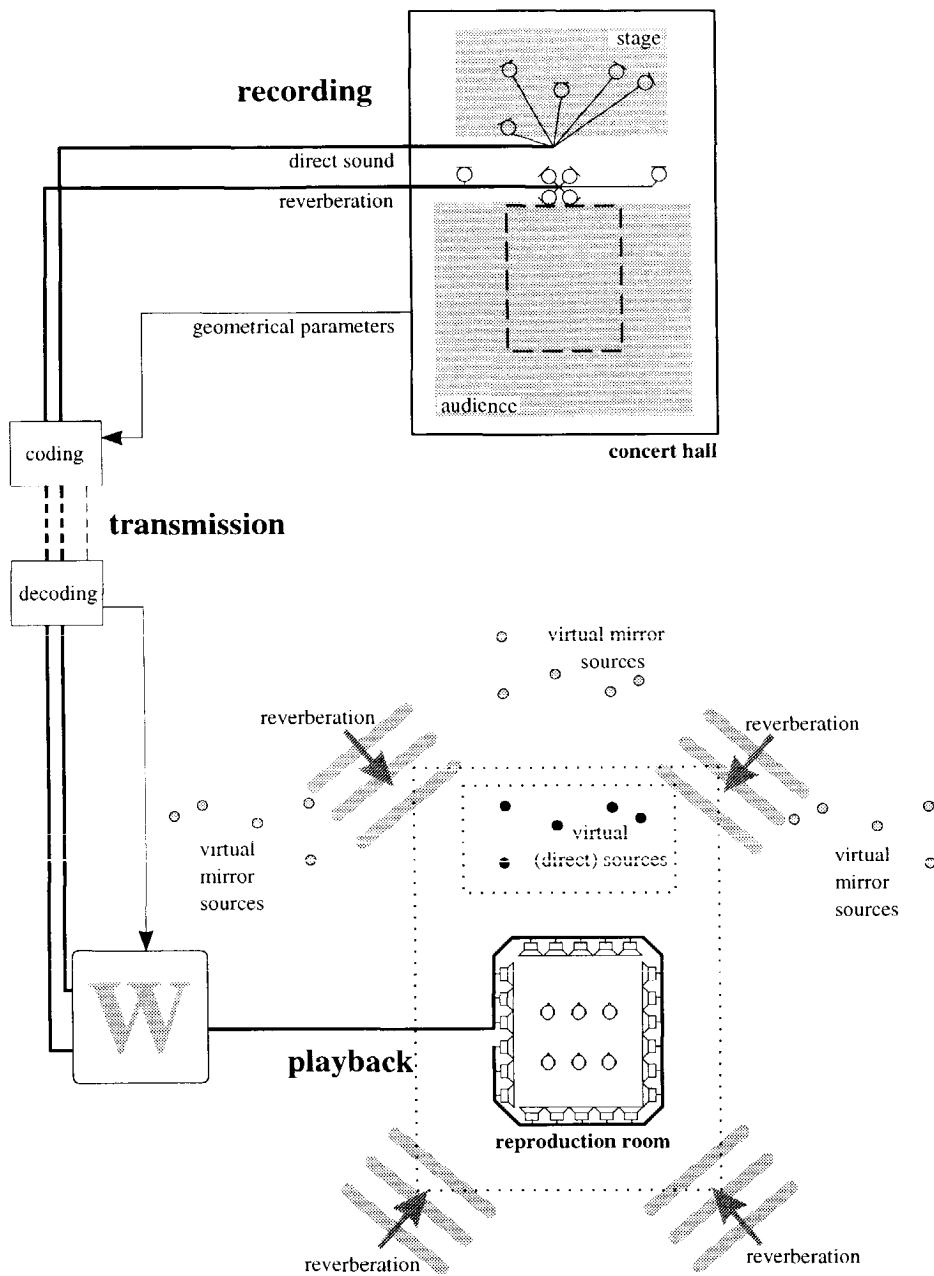 stage
recording
direct sound
reverberation
geometrical parameters
audience
concert hall
coding
transmission
decoding
virtual mirror
sources
reverberation
reverberation
virtual
(direct) sources
virtual
mirror
sources
virtual
mirror
sources
W
playback
reproduction room
reverberation
reverberation